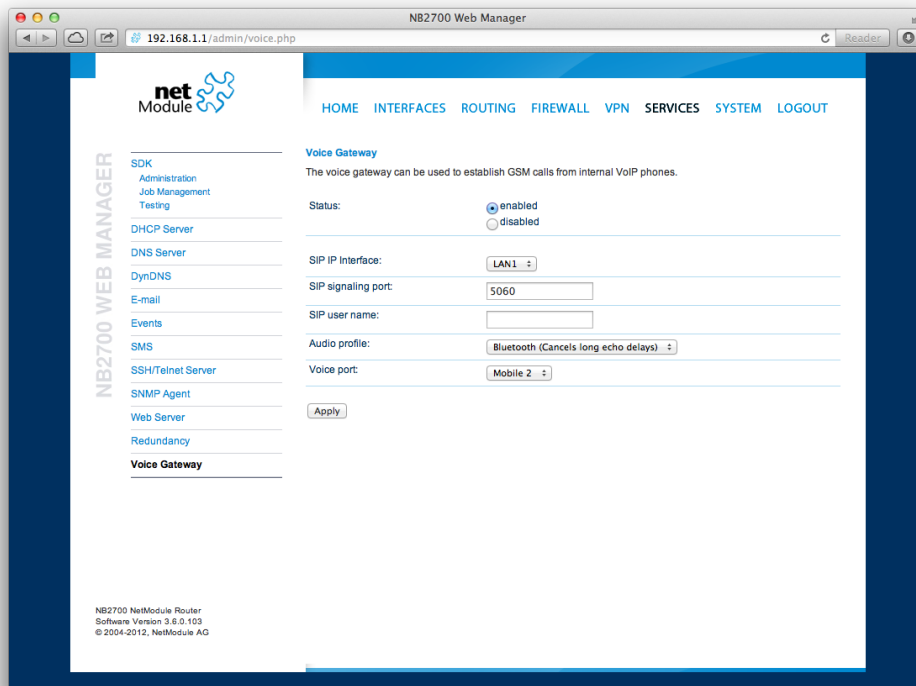 NB2700 Web Manager
192.168.1.1/admin/voice.php
Reader
net
Module
HOME INTERFACES ROUTING FIREWALL VPN SERVICES SYSTEM LOGOUT
NB2700 WEB MANAGER
SDK
Administration
Job Management
Testing
DHCP Server
DNS Server
DynDNS
E-mail
Events
SMS
SSH/Telnet Server
SNMP Agent
Web Server
Redundancy
Voice Gateway
Voice Gateway
The voice gateway can be used to establish GSM calls from internal VoIP phones.
Status:
enabled
disabled
SIP IP Interface:
LAN1
SIP signaling port:
5060
SIP user name:
Audio profile:
Bluetooth (Cancels long echo delays)
Voice port:
Mobile 2
Apply
NB2700 NetModule Router
Software Version 3.6.0.103
© 2004-2012, NetModule AG